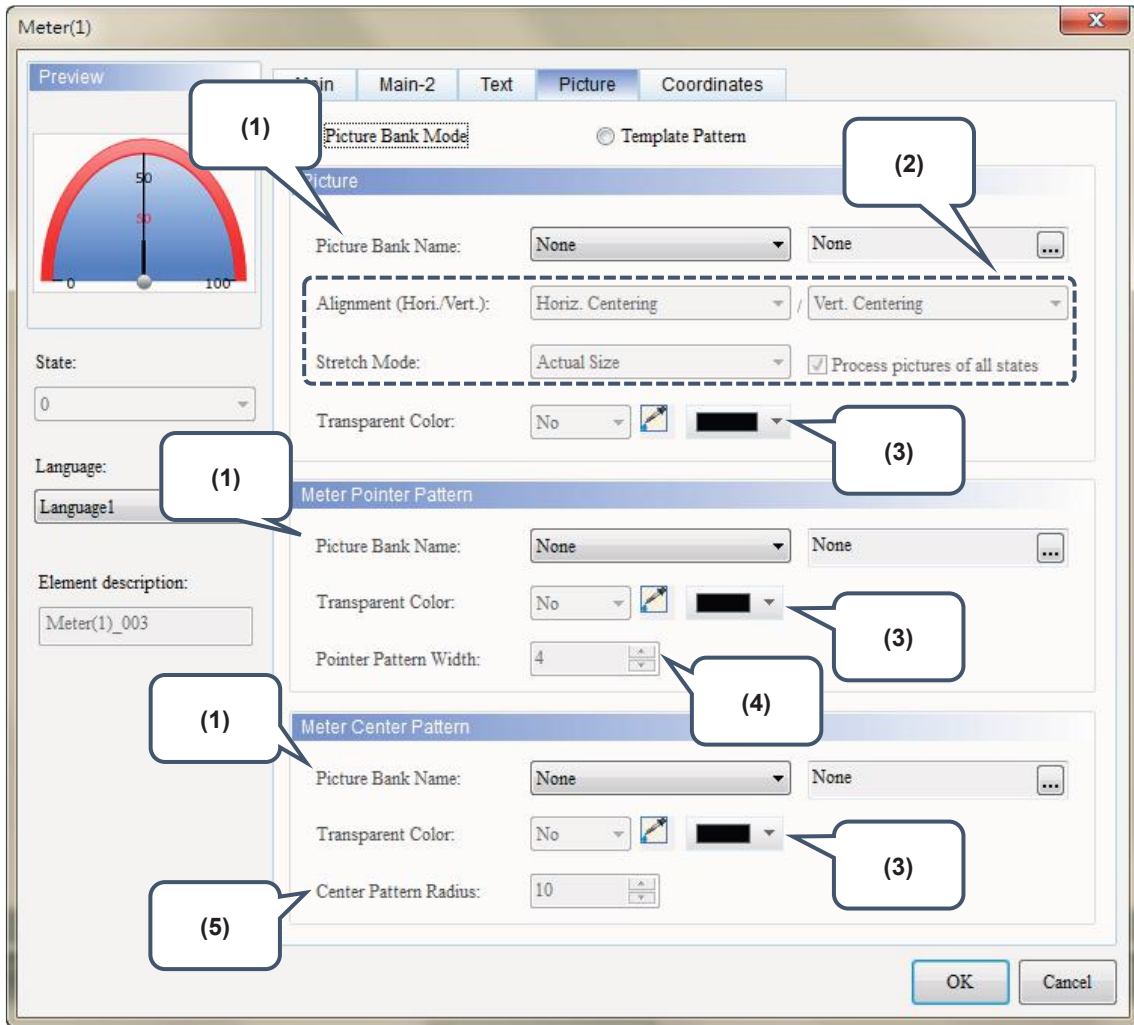 Meter(1)
Preview
Main Main-2 Text Picture Coordinates
(1)
Picture Bank Mode Template Pattern
(2)
50
50
0 100
Picture
Picture Bank Name: None None ...
Alignment (Hori./Vert.): Horiz. Centering / Vert. Centering
State:
Stretch Mode: Actual Size Process pictures of all states
0
Transparent Color: No
(3)
Language:
(1)
Language1
Meter Pointer Pattern
Picture Bank Name: None None ...
Element description:
Transparent Color: No
Meter(1)_003
(3)
Pointer Pattern Width: 4
(4)
(1)
Meter Center Pattern
Picture Bank Name: None None ...
Transparent Color: No
(3)
Center Pattern Radius: 10
(5)
OK Cancel